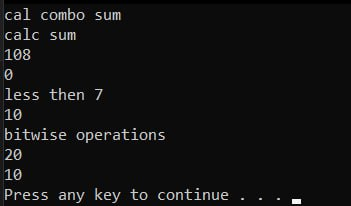 cal combo sum
calc sum
108
0
less then 7
10
bitwise operations
20
10
Press any key to continue . . .